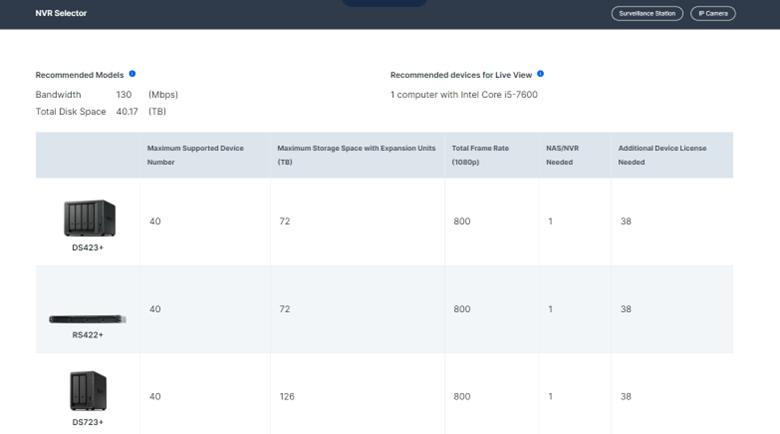 NVR Selector
Surveillance Station
IP Camera
Recommended Models
Recommended devices for Live View
Bandwidth 130 (Mbps)
1 computer with Intel Core i5-7600
Total Disk Space 40.17 (TB)
Maximum Supported Device Number
Maximum Storage Space with Expansion Units (TB)
Total Frame Rate (1080p)
NAS/NVR Needed
Additional Device License Needed
DS423+
40 72 800 1 38
RS422+
40 72 800 1 38
DS723+
40 126 800 1 38